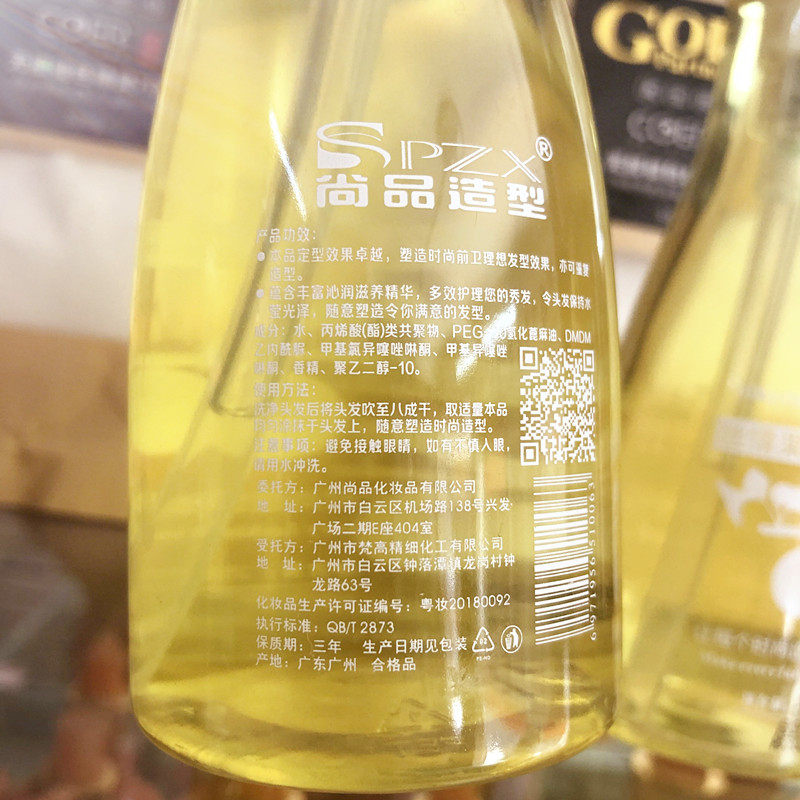 GOLD
SPZX®
尚品造型
产品功效：
●本品定型效果卓越，塑造时尚前卫理想发型效果，亦可强塑
造型。
●蕴含丰富沁润滋养精华，多效护理您的秀发，令头发保持水
莹光泽，随意塑造令你满意的发型。
成分：水、丙烯酸(酯)类共聚物、PEG-40氢化蓖麻油、DMDM
乙内酰脲、甲基氯异噻唑啉酮、甲基异噻唑
啉酮、香精、聚乙二醇-10。
使用方法：
洗净头发后将头发吹至八成干，取适量本品
均匀涂抹于头发上，随意塑造时尚造型。
注意事项：避免接触眼睛，如有不慎入眼，
请用水冲洗。
委托方：广州尚品化妆品有限公司
地 址：广州市白云区机场路138号兴发
广场二期E座404室
受托方：广州市梵高精细化工有限公司
地 址：广州市白云区钟落潭镇龙岗村钟
龙路63号
化妆品生产许可证编号：粤妆20180092
执行标准：QB/T 2873
保质期：三年 生产日期见包装
产地：广东广州 合格品
6 971956 510063